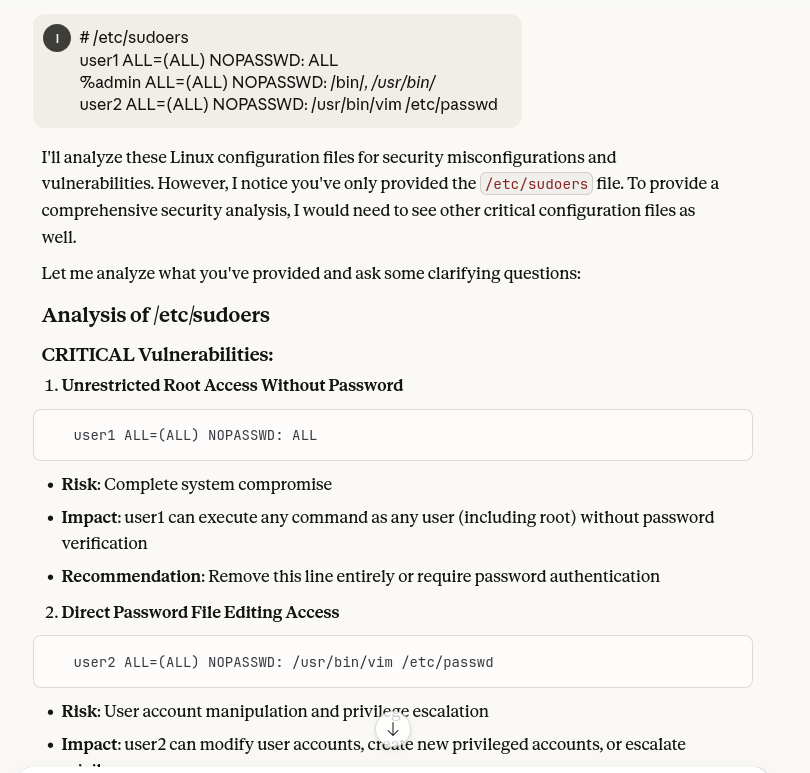 I
# /etc/sudoers
user1 ALL=(ALL) NOPASSWD: ALL
%admin ALL=(ALL) NOPASSWD: /bin/, /usr/bin/
user2 ALL=(ALL) NOPASSWD: /usr/bin/vim /etc/passwd
I'll analyze these Linux configuration files for security misconfigurations and
vulnerabilities. However, I notice you've only provided the /etc/sudoers file. To provide a
comprehensive security analysis, I would need to see other critical configuration files as
well.
Let me analyze what you've provided and ask some clarifying questions:
Analysis of /etc/sudoers
CRITICAL Vulnerabilities:
1. Unrestricted Root Access Without Password
user1 ALL=(ALL) NOPASSWD: ALL
• Risk: Complete system compromise
• Impact: user1 can execute any command as any user (including root) without password
verification
• Recommendation: Remove this line entirely or require password authentication
2. Direct Password File Editing Access
user2 ALL=(ALL) NOPASSWD: /usr/bin/vim /etc/passwd
• Risk: User account manipulation and privilege escalation
• Impact: user2 can modify user accounts, create new privileged accounts, or escalate